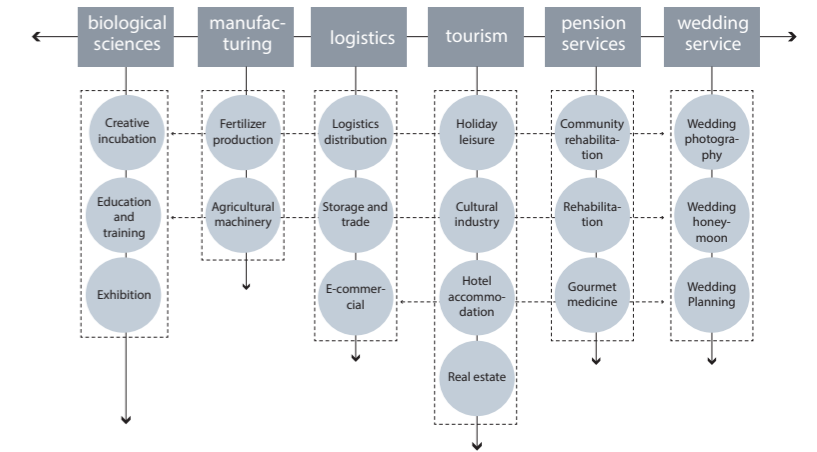 biological
sciences
manufac-
turing
logistics
tourism
pension
services
wedding
service
Creative
incubation
Education
and
training
Exhibition
Fertilizer
production
Agricultural
machinery
Logistics
distribution
Storage and
trade
E-commer-
cial
Holiday
leisure
Cultural
industry
Hotel
accommo-
dation
Real estate
Community
rehabilita-
tion
Rehabilita-
tion
Gourmet
medicine
Wedding
photogra-
phy
Wedding
honey-
moon
Wedding
Planning